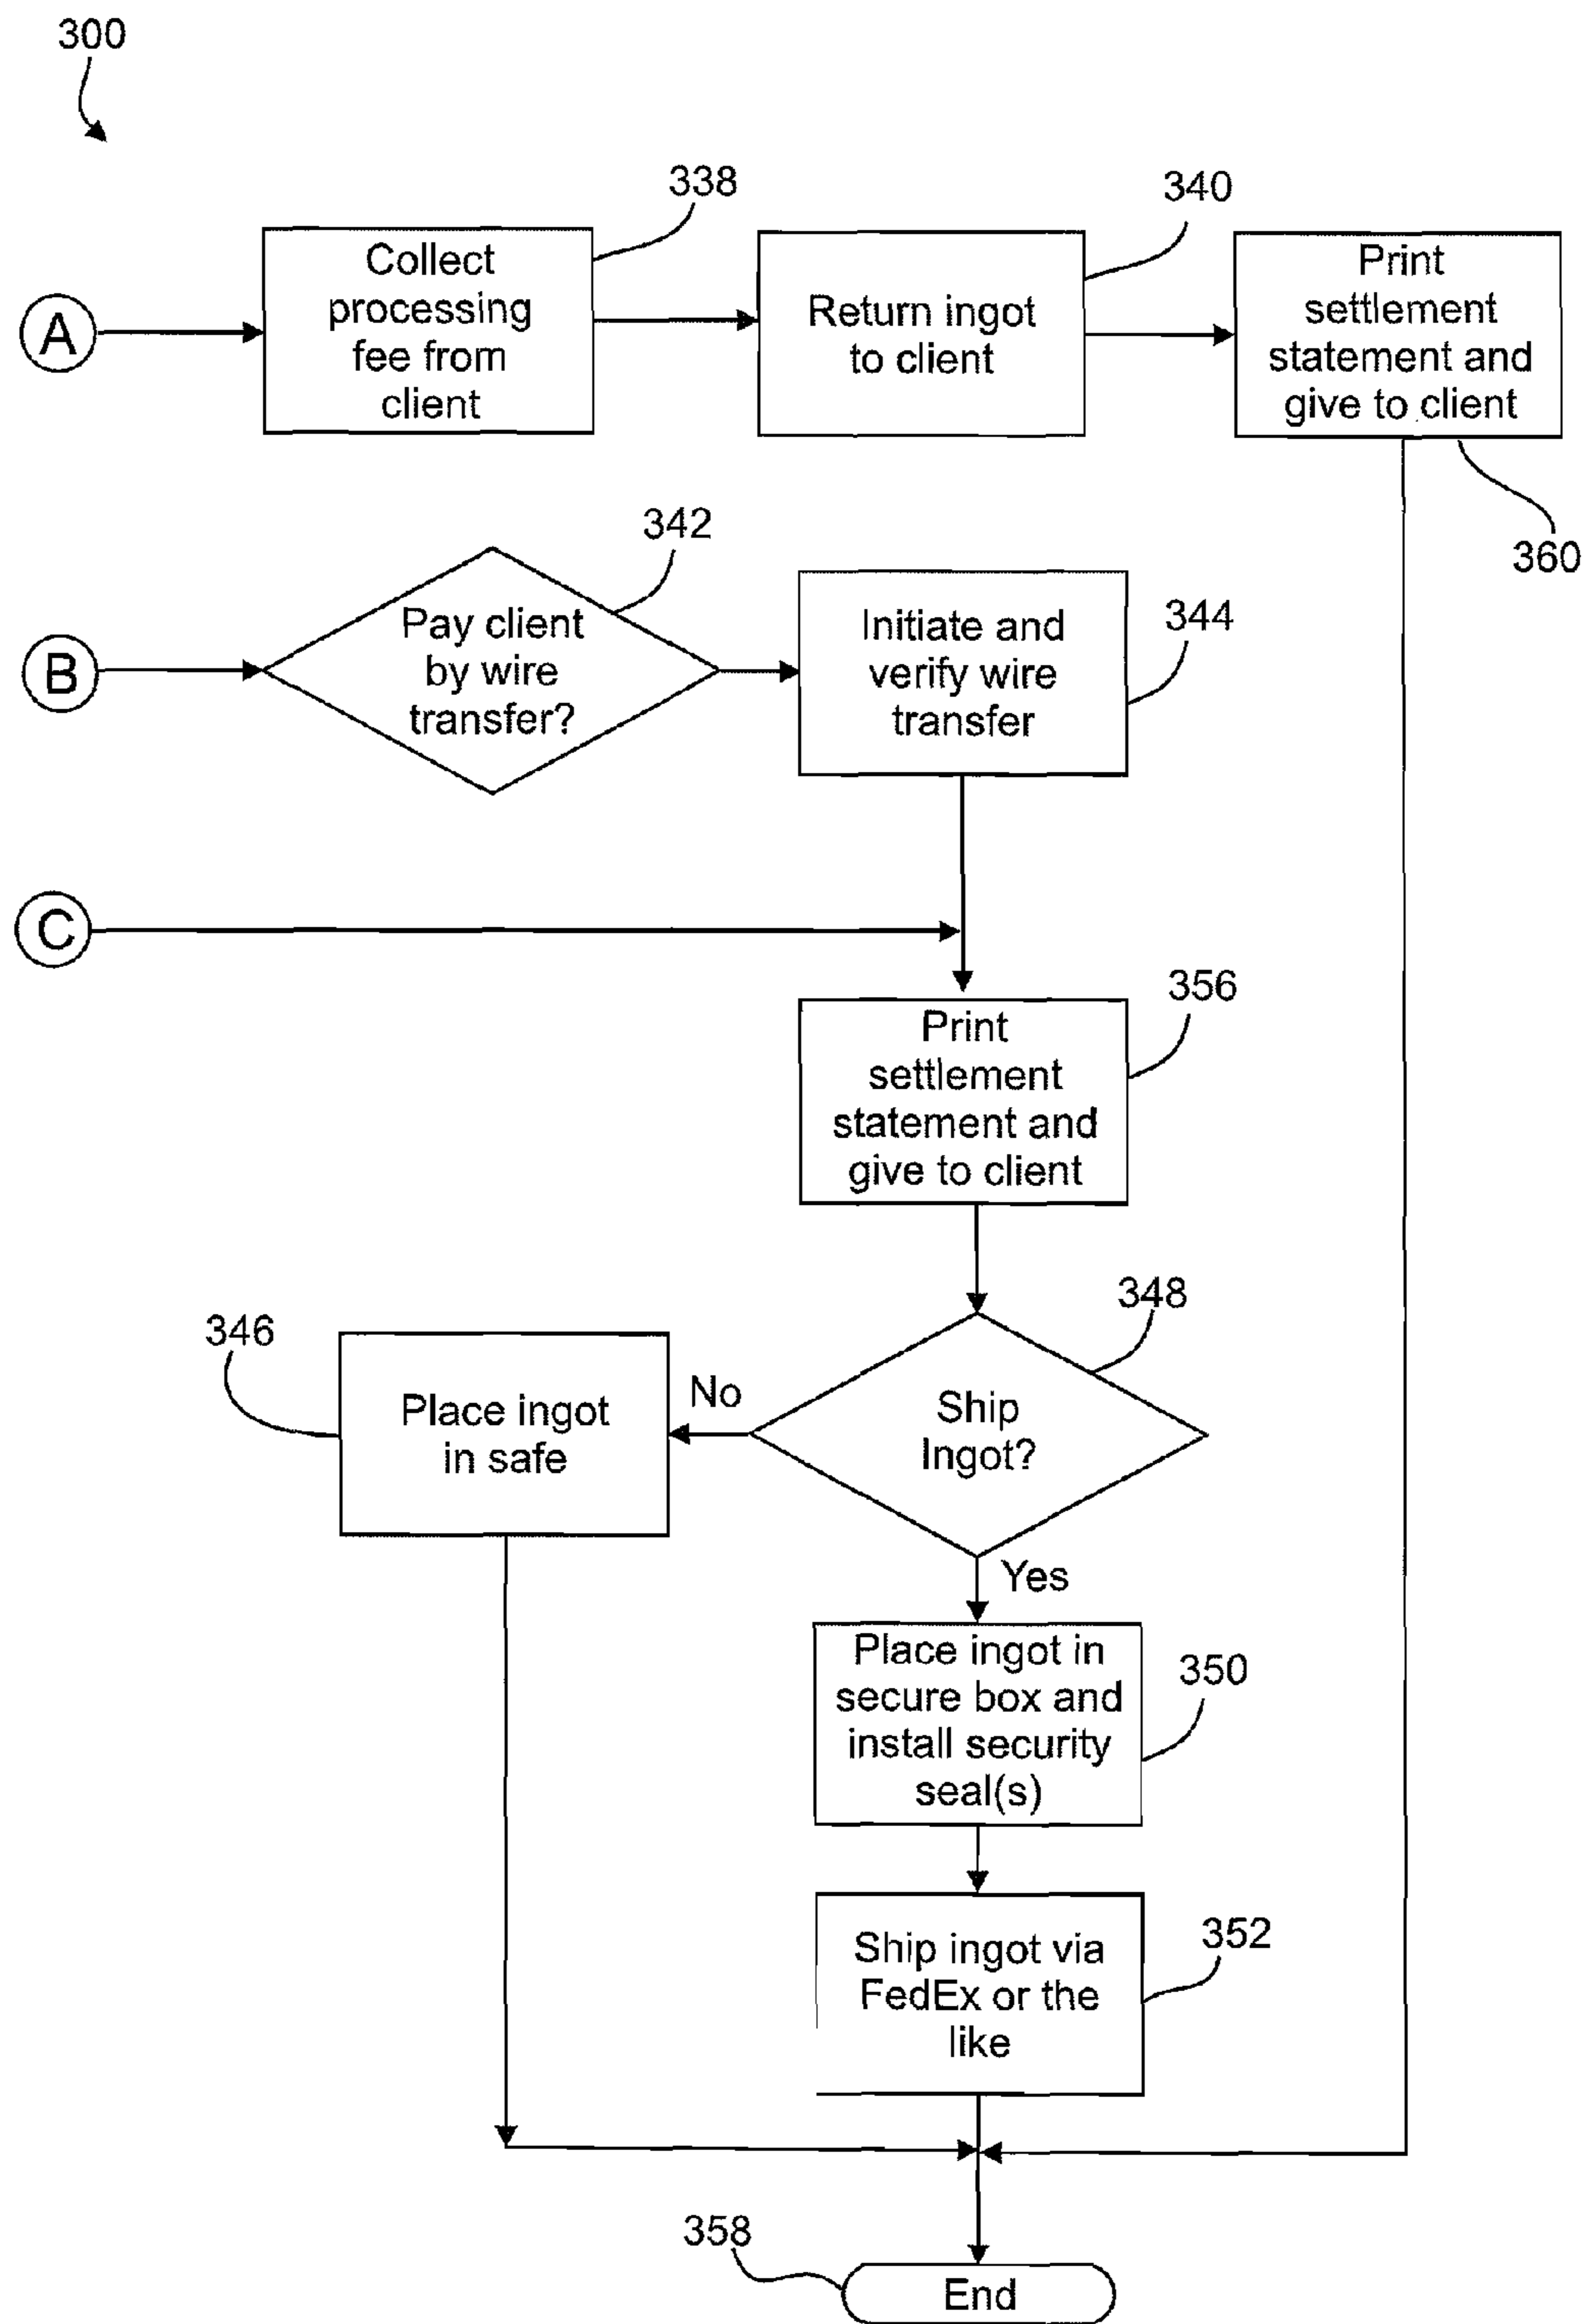 300
338
340
A
Collect
processing
fee from
client
Return ingot
to client
Print
settlement
statement and
give to client
360
342
B
Pay client
by wire
transfer?
Initiate and
verify wire
transfer
344
C
356
Print
settlement
statement and
give to client
348
346
Place ingot
in safe
No
Ship
Ingot?
Yes
Place ingot in
secure box and
install security
seal(s)
350
Ship ingot via
FedEx or the
like
352
358
End